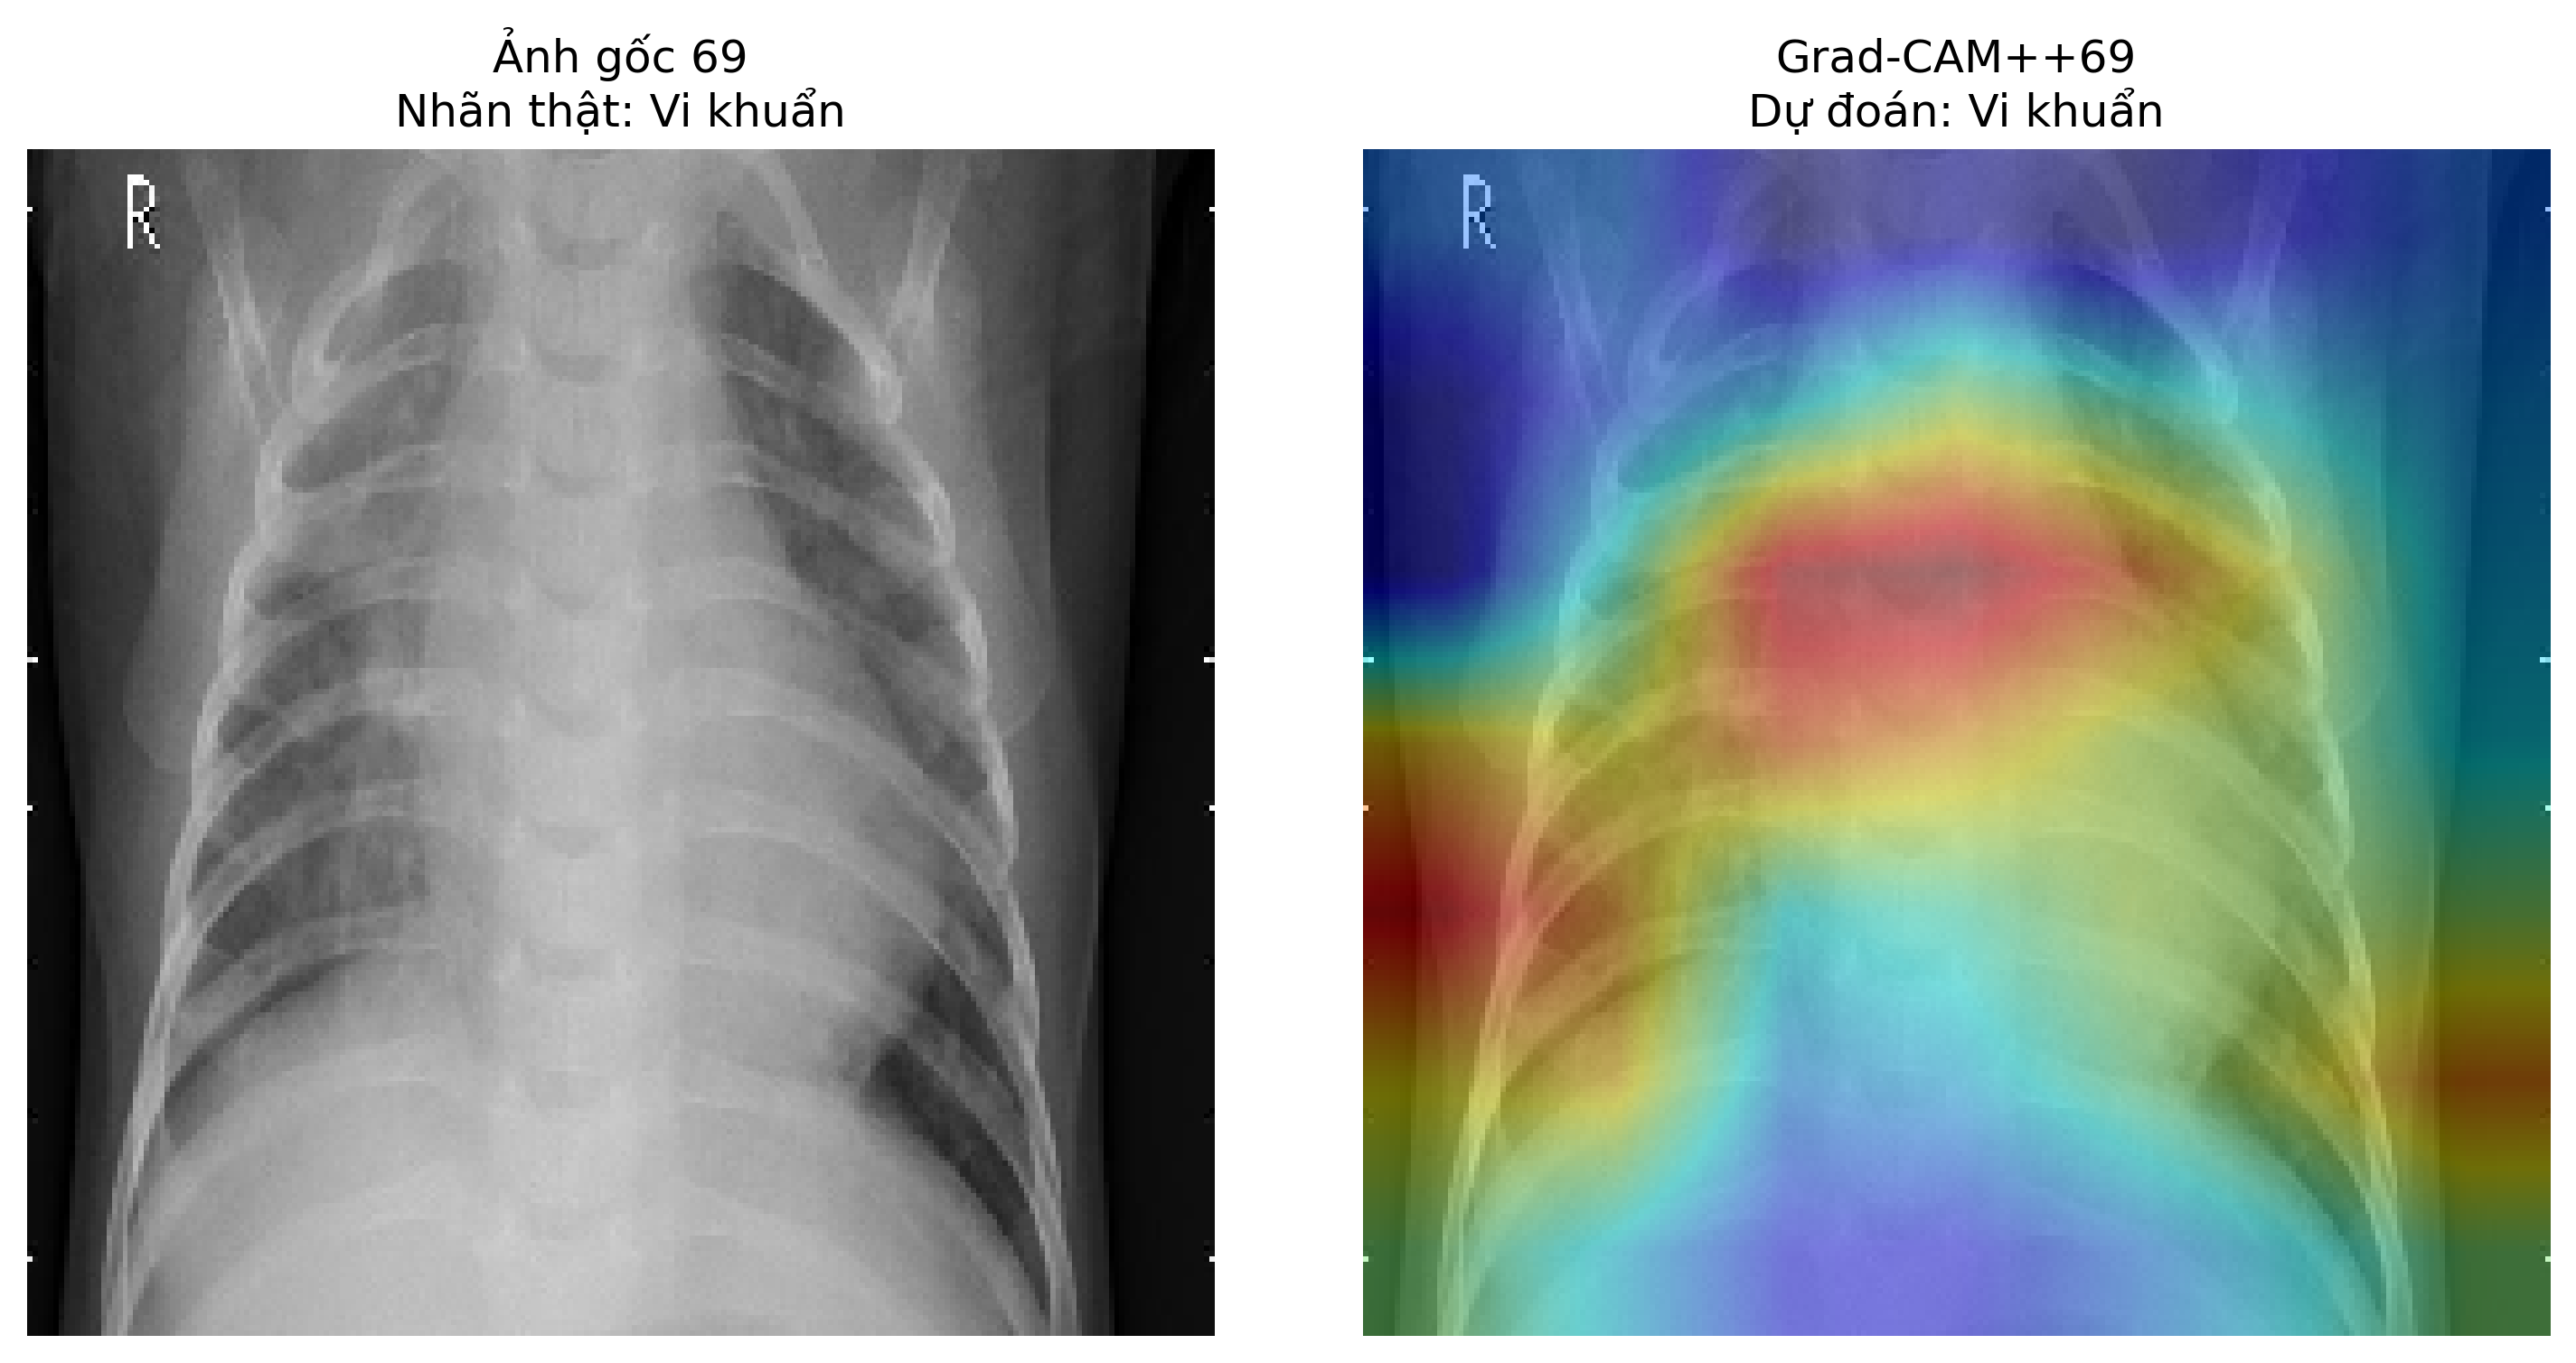 Ảnh gốc 69
Nhãn thật: Vi khuẩn
R
Grad-CAM++69
Dự đoán: Vi khuẩn
R